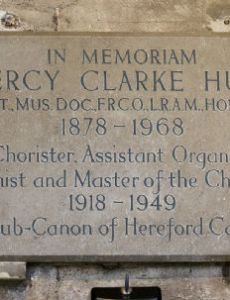 IN MEMORIAM
ERCY CLARKE HU
T., MUS. DOC., F.R.C.O., L.R.A.M., HO
1878 – 1968
Chorister, Assistant Organ
ist and Master of the Ch
1918 – 1949
ub-Canon of Hereford Ca